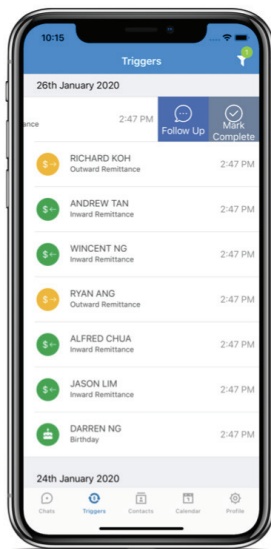 10:15
Triggers
1
26th January 2020
ance
2:47 PM
Follow Up
Mark
Complete
RICHARD KOH
Outward Remittance
2:47 PM
ANDREW TAN
Inward Remittance
2:47 PM
WINCENT NG
Inward Remittance
2:47 PM
RYAN ANG
Outward Remittance
2:47 PM
ALFRED CHUA
Inward Remittance
2:47 PM
JASON LIM
Inward Remittance
2:47 PM
DARREN NG
Birthday
2:47 PM
24th January 2020
Chats
Triggers
Contacts
Calendar
Profile